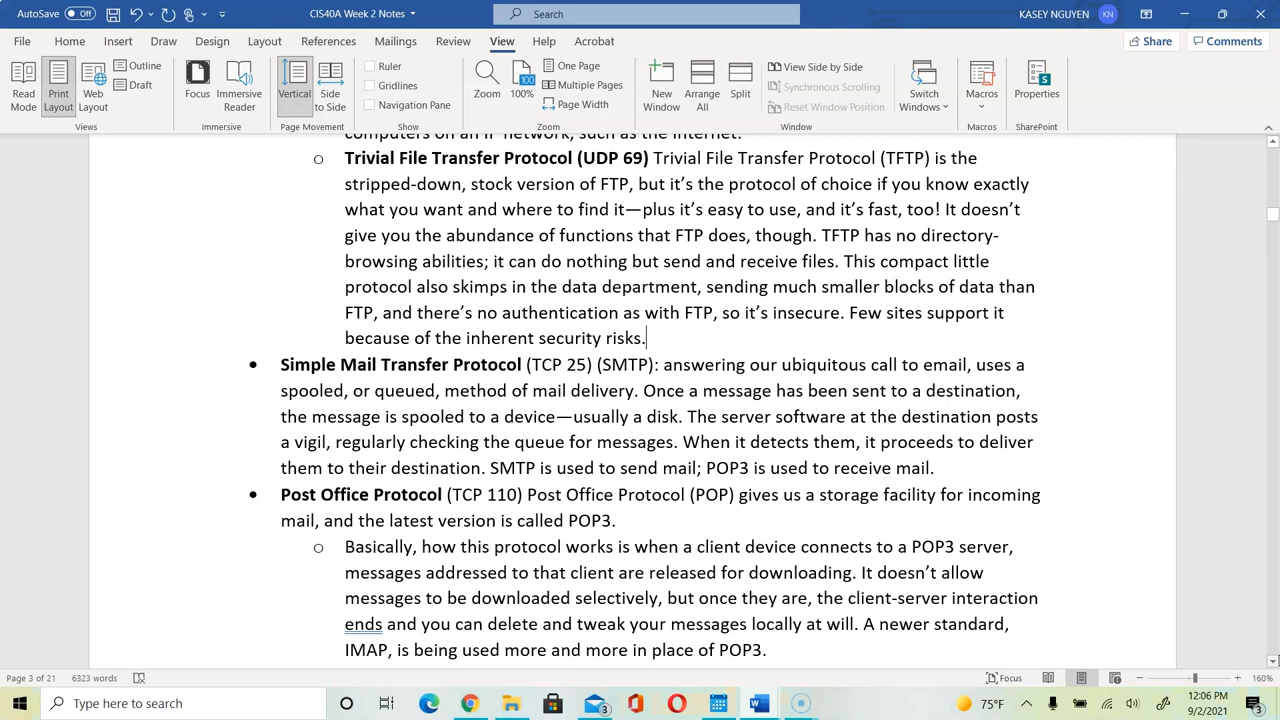 AutoSave Off CIS40A Week 2 Notes Search KASEY NGUYEN KN
File Home Insert Draw Design Layout References Mailings Review View Help Acrobat Share Comments
Read Mode Print Layout Web Layout Outline Draft Focus Immersive Reader Vertical Side to Side Ruler Gridlines Navigation Pane Zoom 100 100% One Page Multiple Pages Page Width New Window Arrange All Split View Side by Side Synchronous Scrolling Reset Window Position Switch Windows Macros Properties
Views Immersive Page Movement Show Zoom Window Macros SharePoint
computers on an IP network, such as the Internet.
o Trivial File Transfer Protocol (UDP 69) Trivial File Transfer Protocol (TFTP) is the
stripped-down, stock version of FTP, but it’s the protocol of choice if you know exactly
what you want and where to find it—plus it’s easy to use, and it’s fast, too! It doesn’t
give you the abundance of functions that FTP does, though. TFTP has no directory-
browsing abilities; it can do nothing but send and receive files. This compact little
protocol also skimps in the data department, sending much smaller blocks of data than
FTP, and there’s no authentication as with FTP, so it’s insecure. Few sites support it
because of the inherent security risks.
• Simple Mail Transfer Protocol (TCP 25) (SMTP): answering our ubiquitous call to email, uses a
spooled, or queued, method of mail delivery. Once a message has been sent to a destination,
the message is spooled to a device—usually a disk. The server software at the destination posts
a vigil, regularly checking the queue for messages. When it detects them, it proceeds to deliver
them to their destination. SMTP is used to send mail; POP3 is used to receive mail.
• Post Office Protocol (TCP 110) Post Office Protocol (POP) gives us a storage facility for incoming
mail, and the latest version is called POP3.
o Basically, how this protocol works is when a client device connects to a POP3 server,
messages addressed to that client are released for downloading. It doesn’t allow
messages to be downloaded selectively, but once they are, the client-server interaction
ends and you can delete and tweak your messages locally at will. A newer standard,
IMAP, is being used more and more in place of POP3.
Page 3 of 21 6323 words Focus 160%
Type here to search 3 75°F 12:06 PM
9/2/2021 3